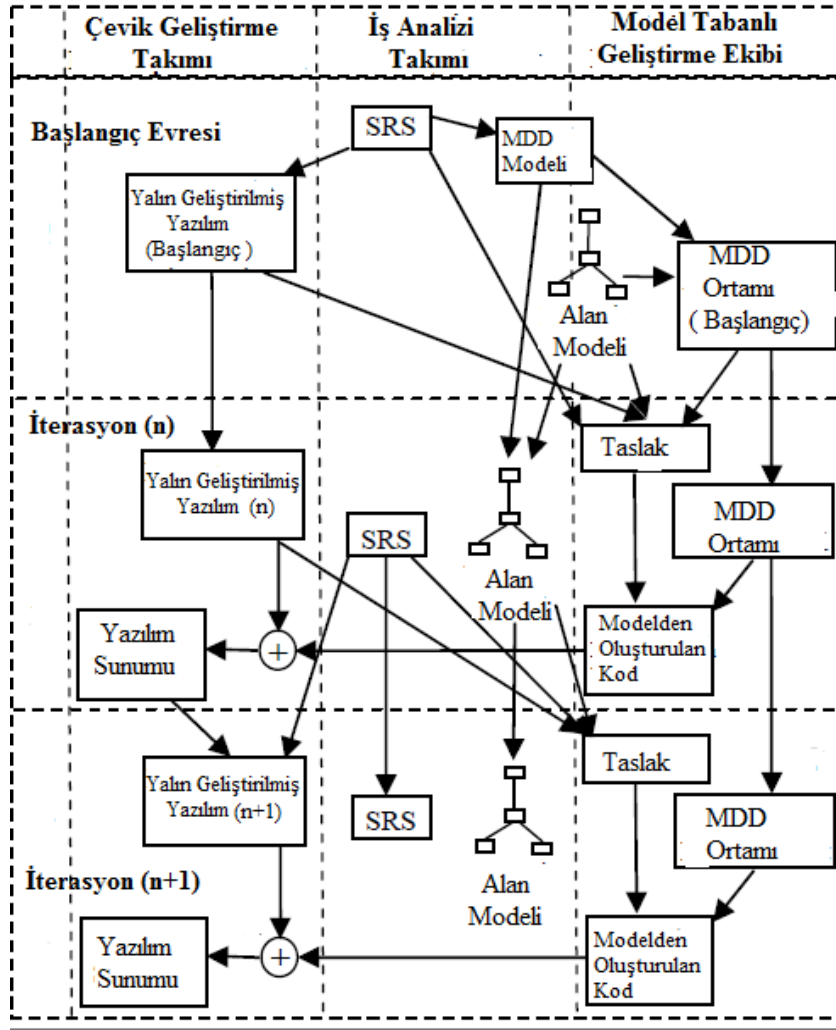 Çevik Geliştirme
Takımı
İş Analizi
Takımı
Model Tabanlı
Geliştirme Ekibi
Başlangıç Evresi
SRS
MDD
Modeli
Yalın Geliştirilmiş
Yazılım
(Başlangıç )
MDD
Ortamı
( Başlangıç)
Alan
Modeli
İterasyon (n)
Taslak
Yalın Geliştirilmiş
Yazılım (n)
SRS
MDD
Ortamı
Alan
Modeli
Yazılım
Sunumu
+
Modelden
Oluşturulan
Kod
Yalın Geliştirilmiş
Yazılım (n+1)
Taslak
SRS
MDD
Ortamı
İterasyon (n+1)
Alan
Modeli
Yazılım
Sunumu
+
Modelden
Oluşturulan
Kod